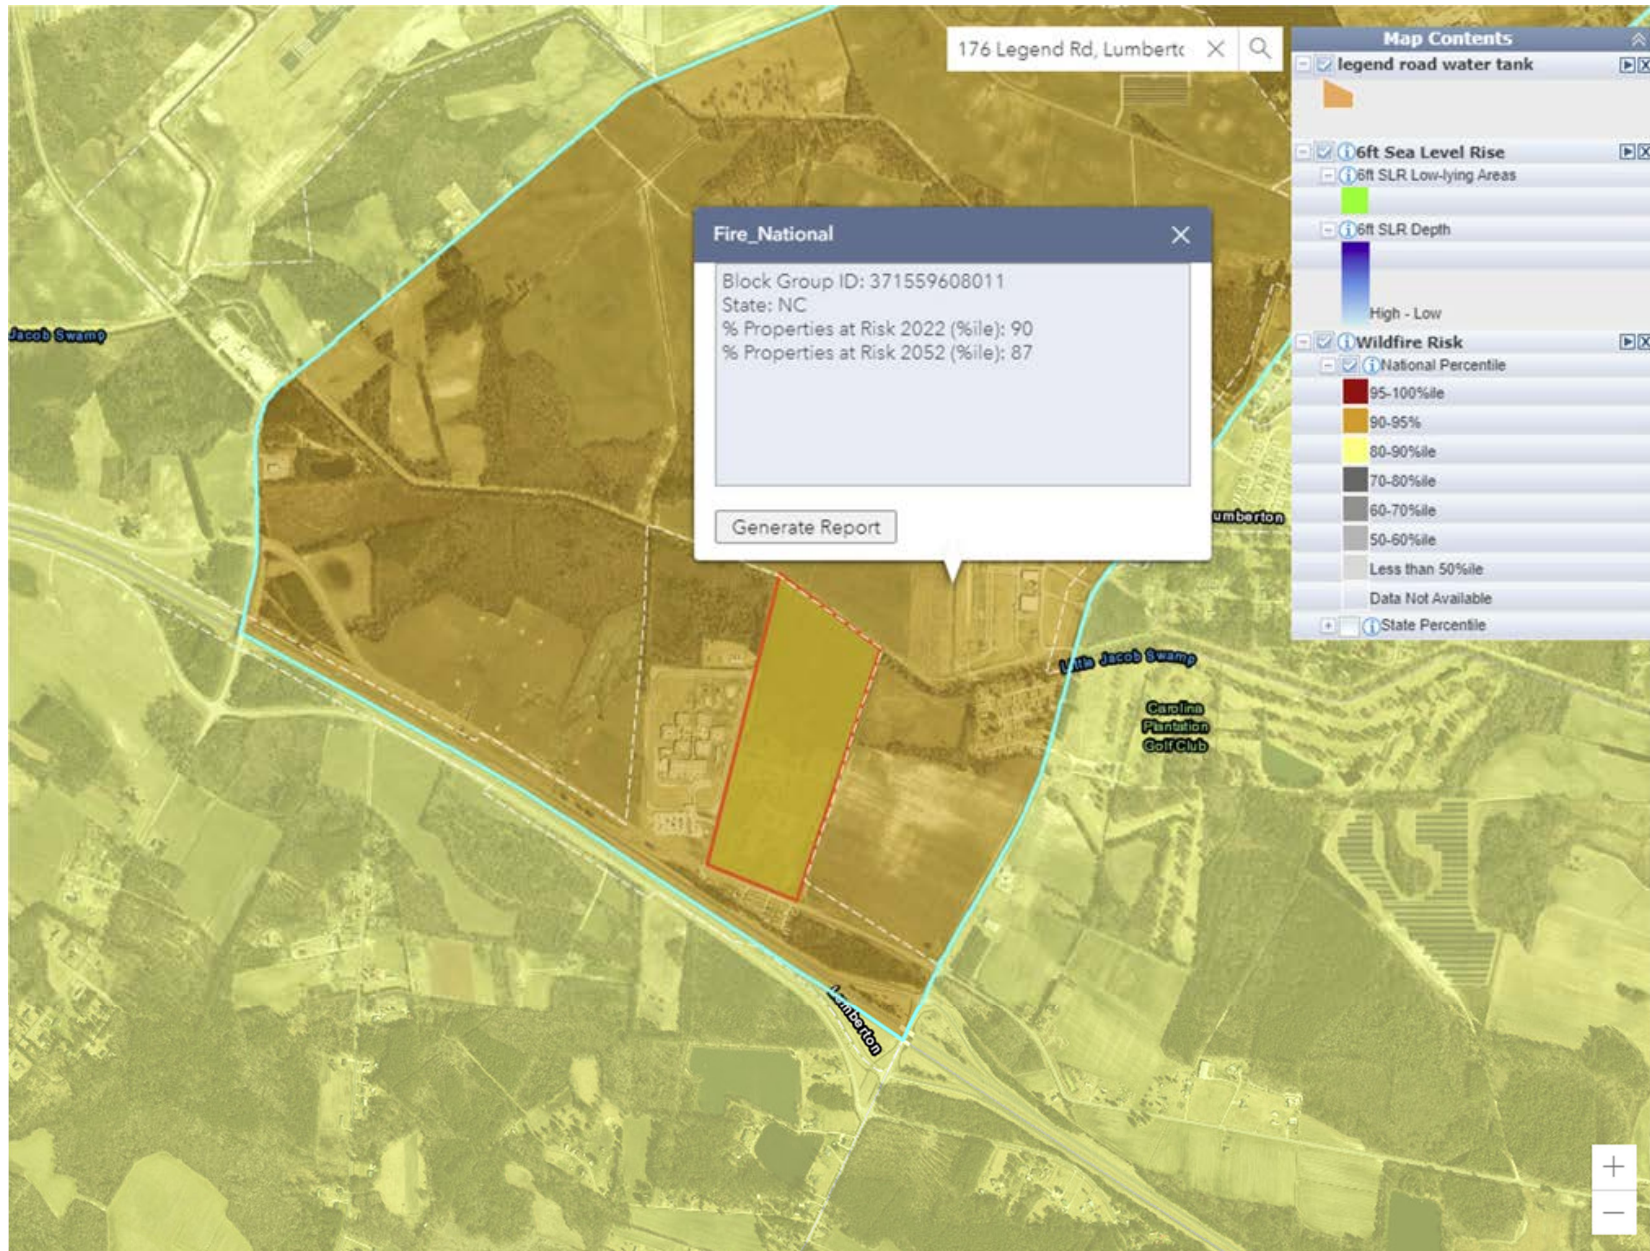 176 Legend Rd, Lumberto
Map Contents
legend road water tank
6ft Sea Level Rise
6ft SLR Low-lying Areas
6ft SLR Depth
High - Low
Wildfire Risk
National Percentile
95-100%ile
90-95%
80-90%ile
70-80%ile
60-70%ile
50-60%ile
Less than 50%ile
Data Not Available
State Percentile
Fire_National
Block Group ID: 371559608011
State: NC
% Properties at Risk 2022 (%ile): 90
% Properties at Risk 2052 (%ile): 87
Generate Report
Jacob Swamp
umberton
Little Jacob Swamp
Carolina
Plantation
Golf Club
Lumberton